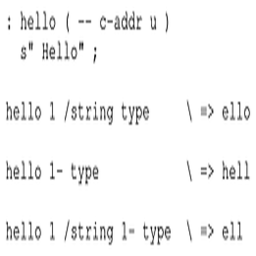 : hello ( -- c-addr u )
s" Hello" ;
hello 1 /string type \ => ello
hello 1- type \ => hell
hello 1 /string 1- type \ => ell